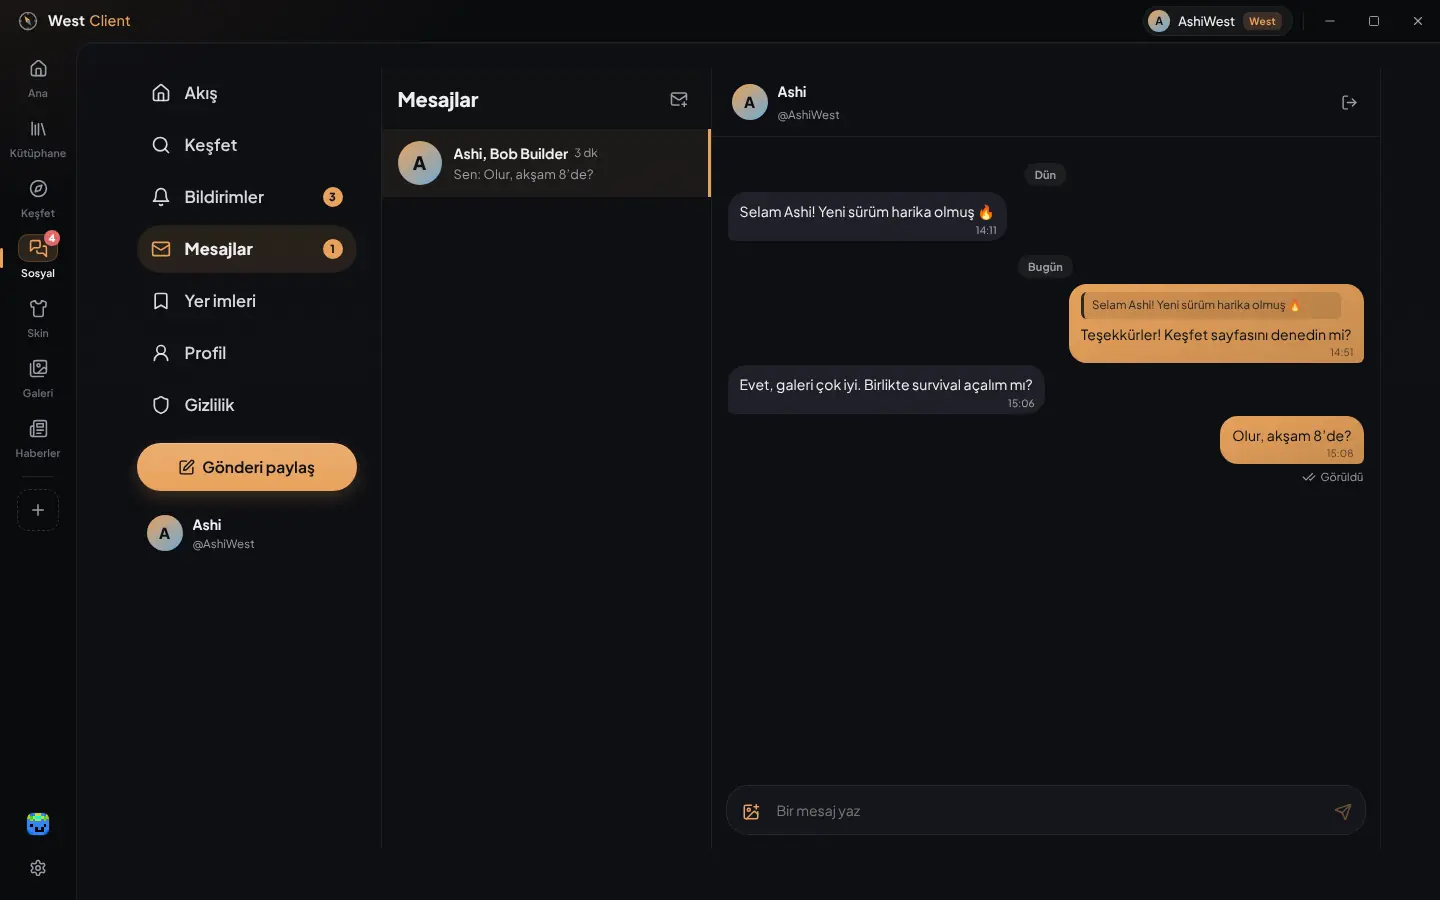 West Client
A
AshiWest
West
Ana
Kütüphane
Keşfet
4
Sosyal
Skin
Galeri
Haberler
Akış
Keşfet
Bildirimler
3
Mesajlar
1
Yer imleri
Profil
Gizlilik
Gönderi paylaş
A
Ashi
@AshiWest
Mesajlar
A
Ashi, Bob Builder 3 dk
Sen: Olur, akşam 8'de?
A
Ashi
@AshiWest
Dün
Selam Ashi! Yeni sürüm harika olmuş 🔥
14:11
Bugün
Selam Ashi! Yeni sürüm harika olmuş 🔥
Teşekkürler! Keşfet sayfasını denedin mi?
14:51
Evet, galeri çok iyi. Birlikte survival açalım mı?
15:06
Olur, akşam 8'de?
15:08
Görüldü
Bir mesaj yaz